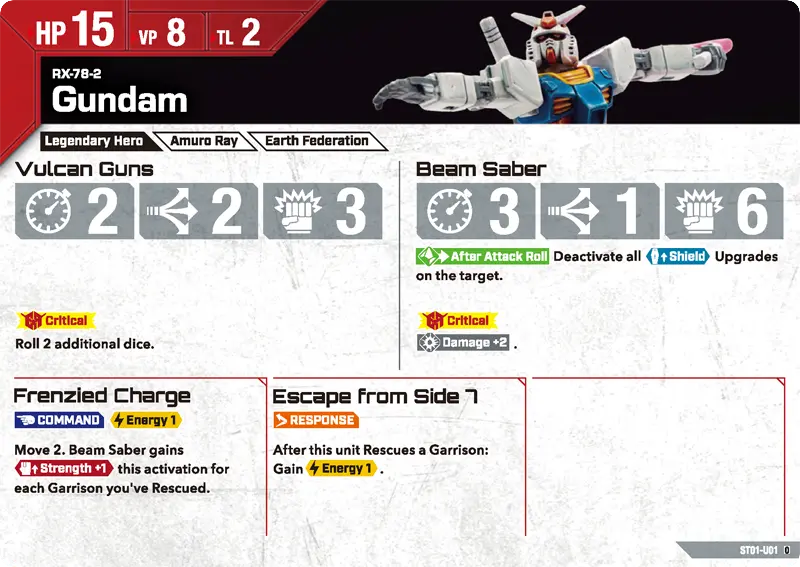 HP 15 VP 8 TL 2
RX-78-2
Gundam
Legendary Hero Amuro Ray Earth Federation
Vulcan Guns
2 2 3
Critical
Roll 2 additional dice.
Beam Saber
3 1 6
After Attack Roll Deactivate all Shield Upgrades
on the target.
Critical
Damage +2 .
Frenzied Charge
COMMAND Energy 1
Move 2. Beam Saber gains
Strength +1 this activation for
each Garrison you've Rescued.
Escape from Side 7
RESPONSE
After this unit Rescues a Garrison:
Gain Energy 1 .
ST01-U01 0